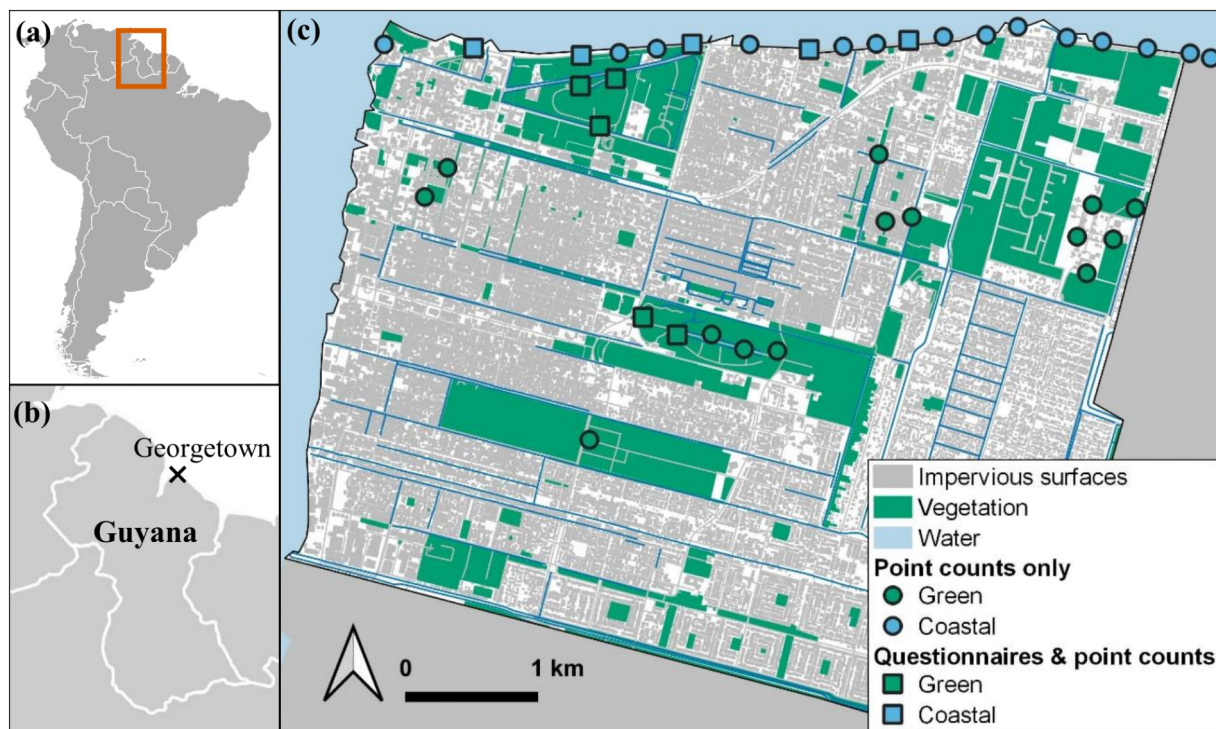 (a)
(b)
Georgetown
Guyana
(c)
0 1 km
Impervious surfaces
Vegetation
Water
Point counts only
Green
Coastal
Questionnaires & point counts
Green
Coastal